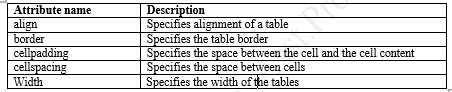 Attribute name Description
align Specifies alignment of a table
border Specifies the table border
cellpadding Specifies the space between the cell and the cell content
cellspacing Specifies the space between cells
Width Specifies the width of the tables